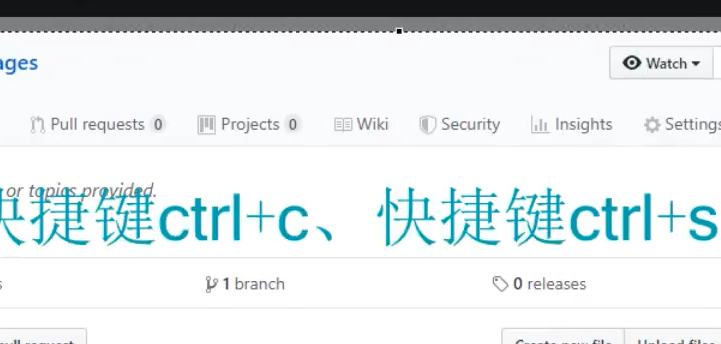 ages
Watch
Pull requests 0 Projects 0 Wiki Security Insights Settings
or topics provided.
快捷键ctrl+c、快捷键ctrl+s
1 branch 0 releases
pull request Create new file Upload files